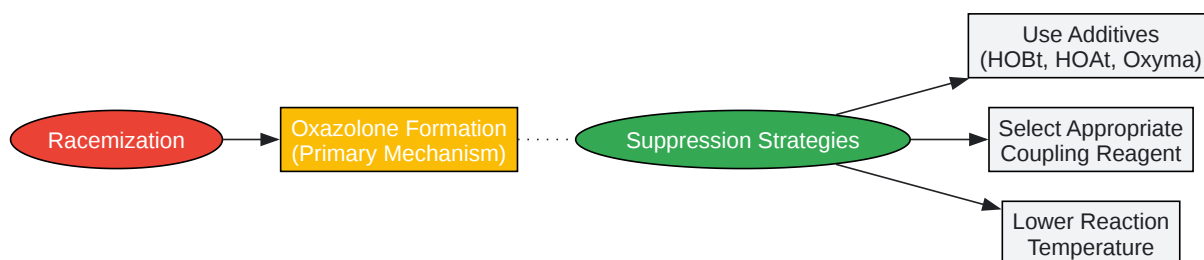 Racemization
Oxazolone Formation
(Primary Mechanism)
Suppression Strategies
Use Additives
(HOBt, HOAt, Oxyma)
Select Appropriate
Coupling Reagent
Lower Reaction
Temperature